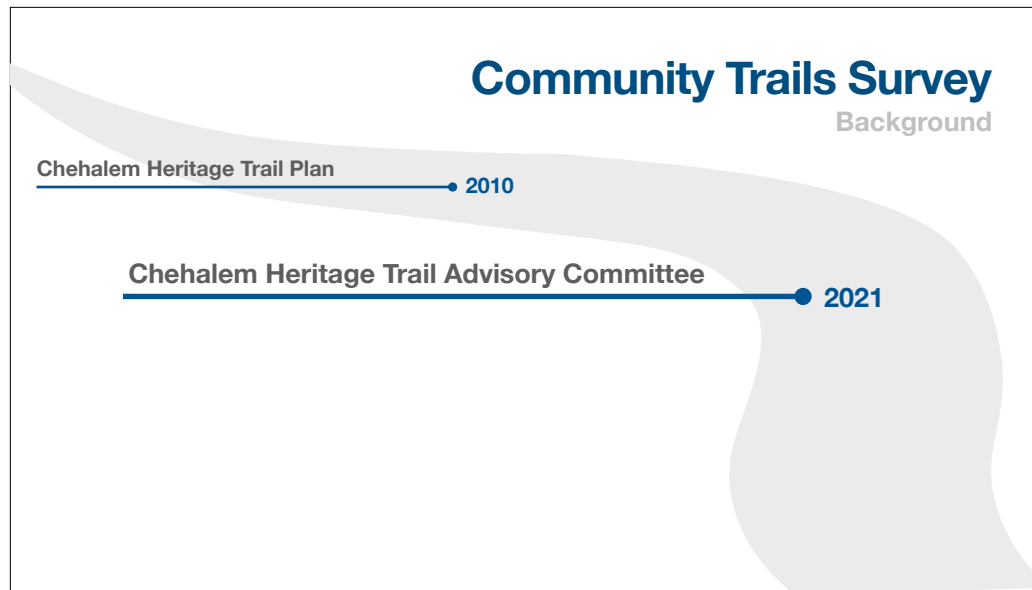 Community Trails Survey
Background
Chehalem Heritage Trail Plan
2010
Chehalem Heritage Trail Advisory Committee
2021